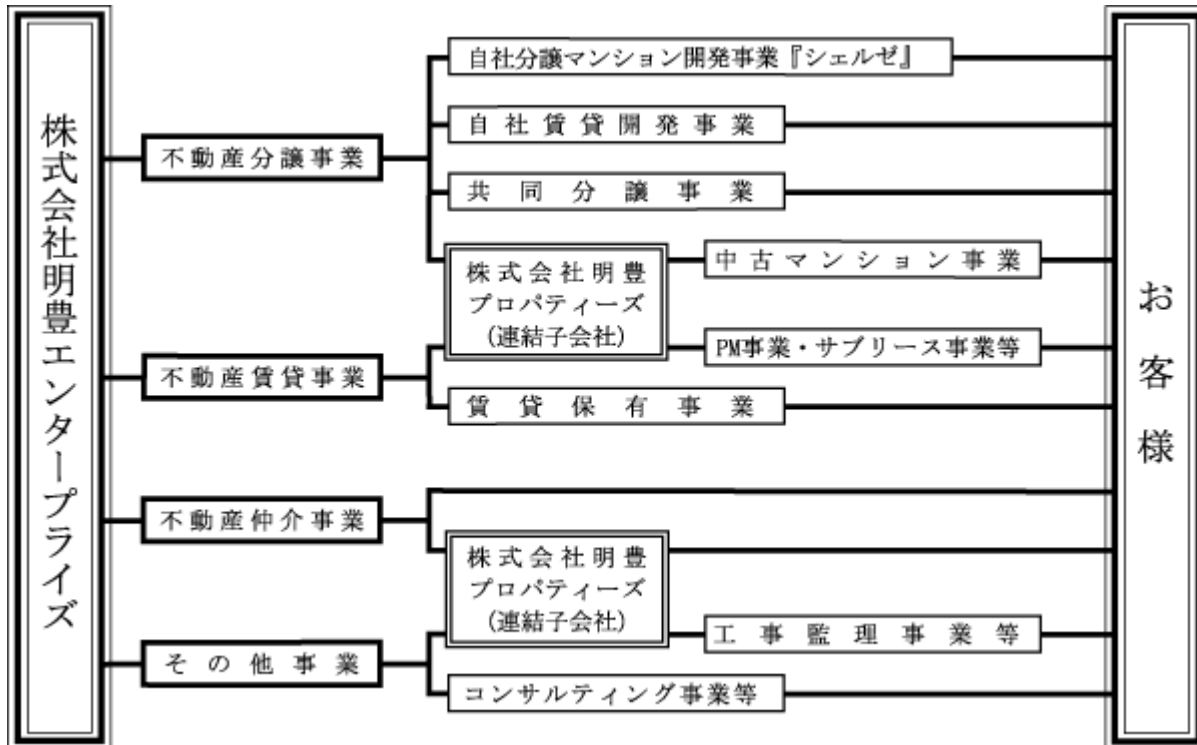 株式会社明豊エンタープライズ
不動産分譲事業
自社分譲マンション開発事業『シェルゼ』
自社賃貸開発事業
共同分譲事業
株式会社明豊
プロパティーズ
(連結子会社)
中古マンション事業
PM事業・サブリース事業等
不動産賃貸事業
賃貸保有事業
不動産仲介事業
株式会社明豊
プロパティーズ
(連結子会社)
工事監理事業等
その他事業
コンサルティング事業等
お客様